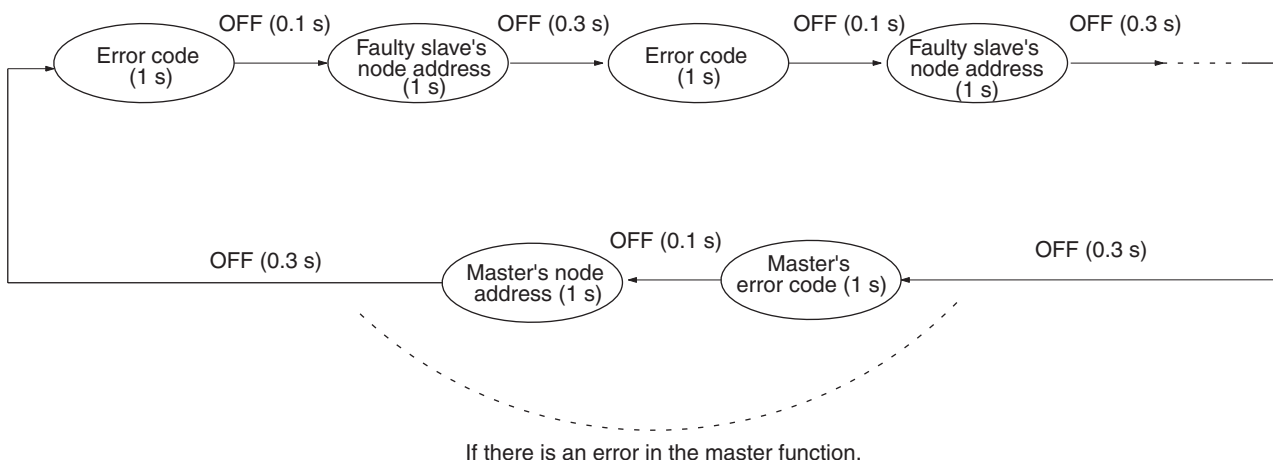 OFF (0.1 s)
OFF (0.3 s)
OFF (0.1 s)
OFF (0.3 s)
Error code
(1 s)
Faulty slave's
node address
(1 s)
Error code
(1 s)
Faulty slave's
node address
(1 s)
OFF (0.3 s)
Master's node
address (1 s)
OFF (0.1 s)
Master's
error code (1 s)
OFF (0.3 s)
If there is an error in the master function.